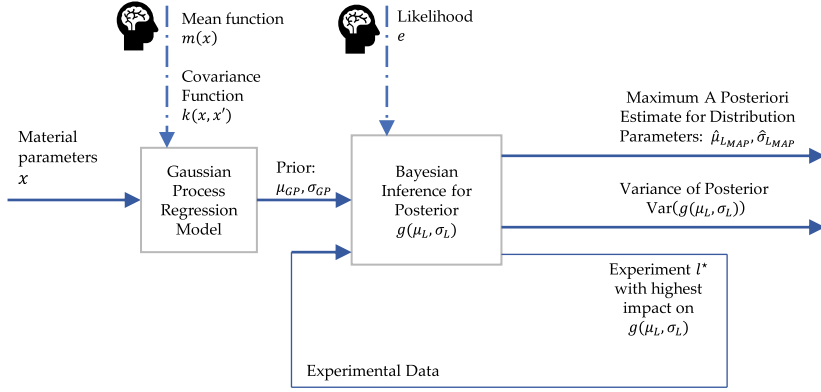 Mean function
m(x)
Covariance
Function
k(x, x′)
Likelihood
e
Material
parameters
x
Gaussian
Process
Regression
Model
Prior:
μ_GP, σ_GP
Bayesian
Inference for
Posterior
g(μ_L, σ_L)
Maximum A Posteriori
Estimate for Distribution
Parameters: μ̂_{L_MAP}, σ̂_{L_MAP}
Variance of Posterior
Var(g(μ_L, σ_L))
Experiment l⋆
with highest
impact on
g(μ_L, σ_L)
Experimental Data